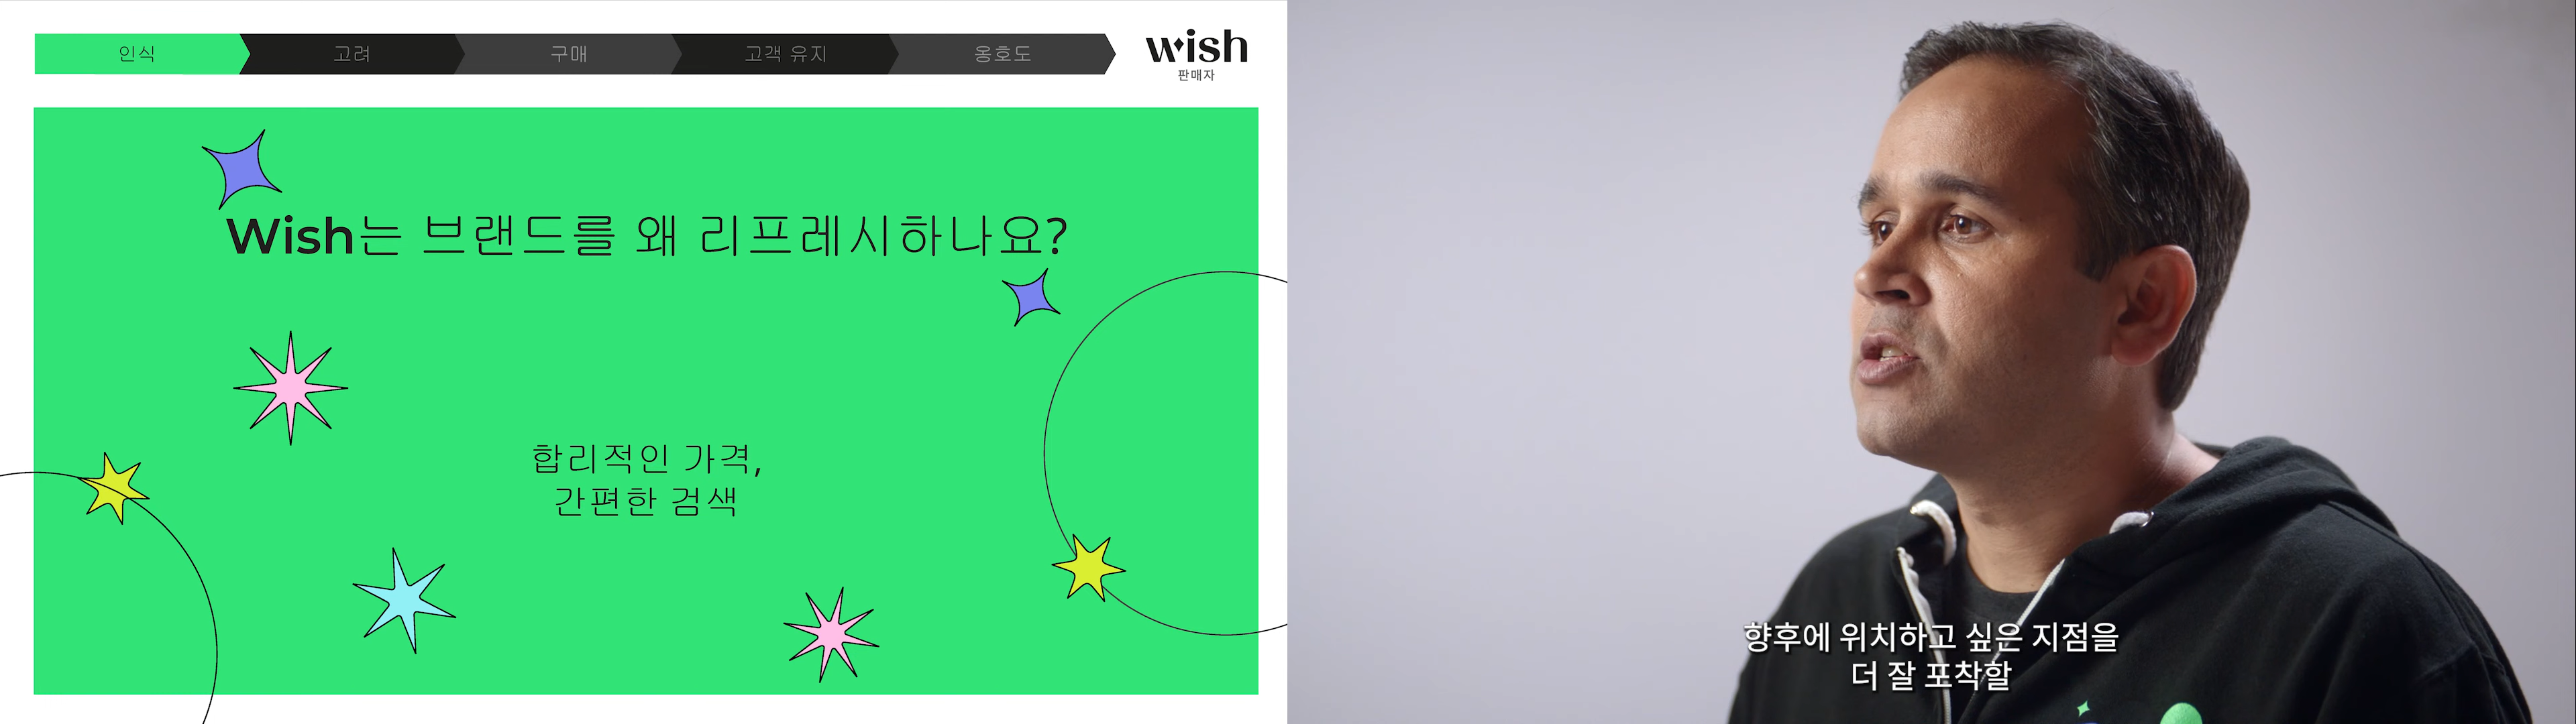 인식
고려
구매
고객 유지
옹호도
wish
판매자
Wish는 브랜드를 왜 리프레시하나요?
합리적인 가격,
간편한 검색
향후에 위치하고 싶은 지점을
더 잘 포착할